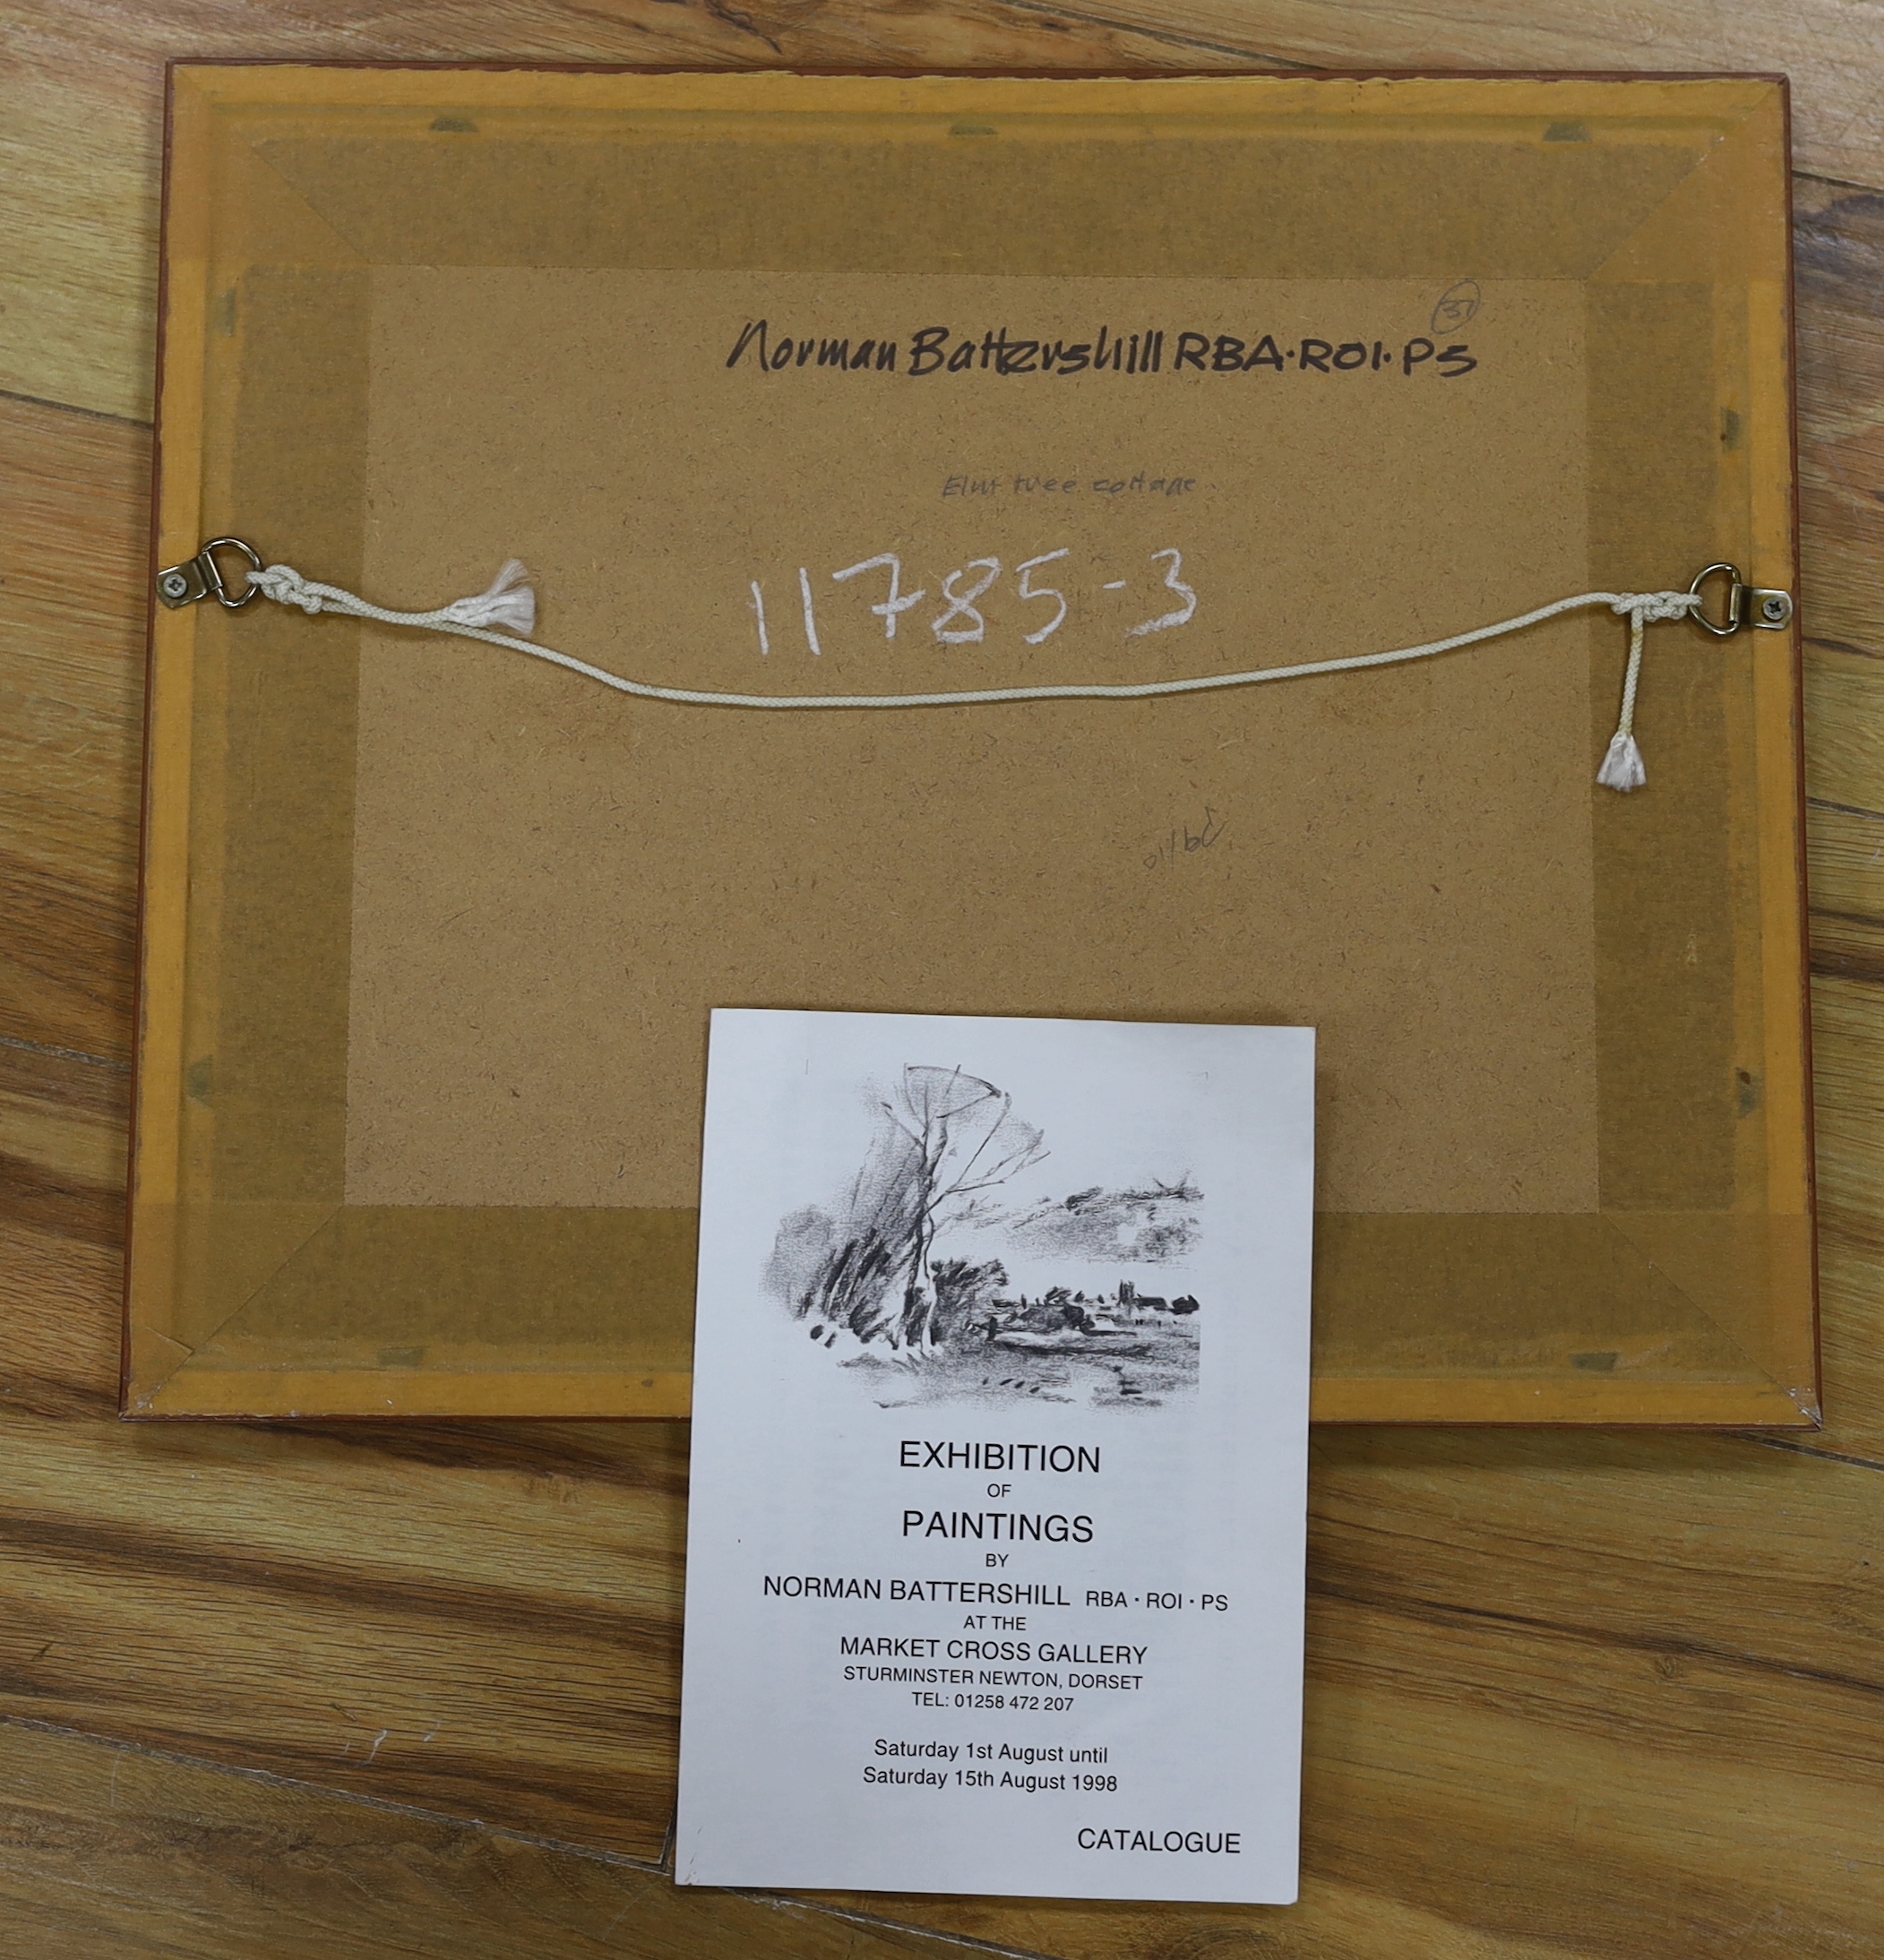 37
Norman Battershill RBA·ROI·PS
Elm tree cottage.
11785-3
EXHIBITION
OF
PAINTINGS
BY
NORMAN BATTERSHILL RBA · ROI · PS
AT THE
MARKET CROSS GALLERY
STURMINSTER NEWTON, DORSET
TEL: 01258 472 207
Saturday 1st August until
Saturday 15th August 1998
CATALOGUE